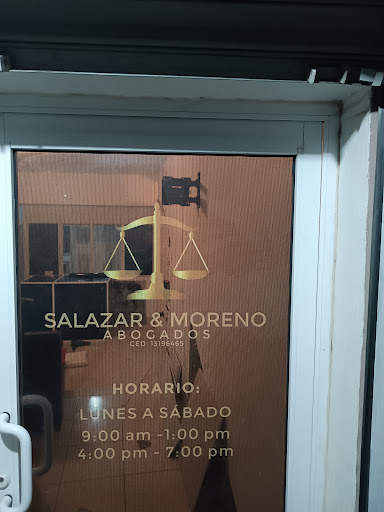 SALAZAR & MORENO
ABOGADOS
CED. 13196465
HORARIO:
LUNES A SÁBADO
9:00 am -1:00 pm
4:00 pm - 7:00 pm